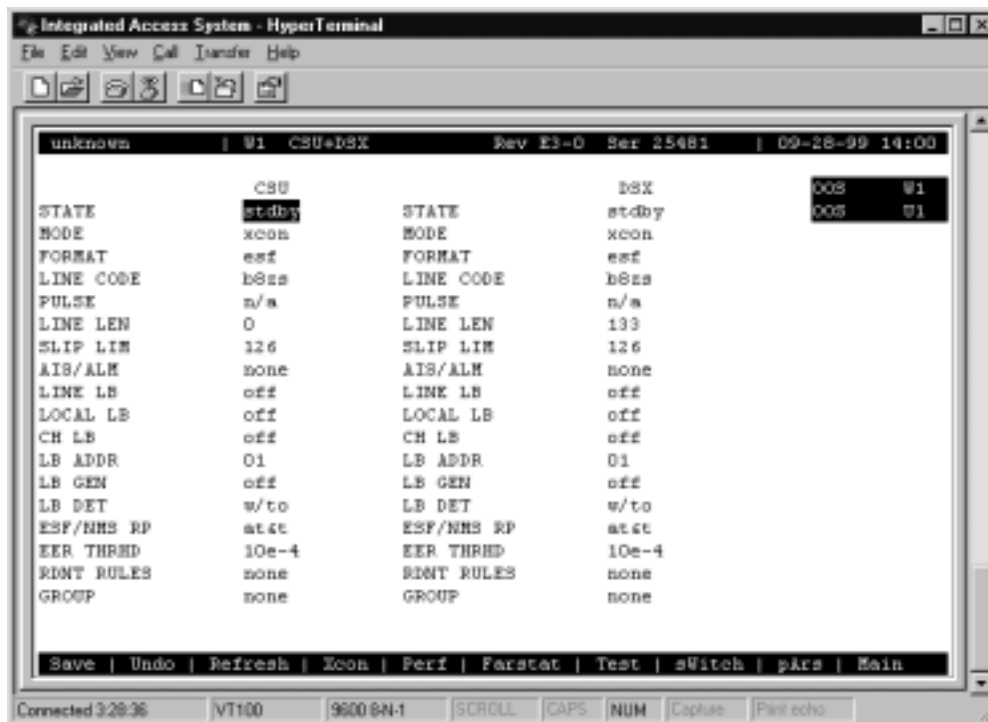 Integrated Access System - HyperTerminal
File Edit View Call Transfer Help
unknown | W1 CSU+DSX Rev E3-0 Ser 25481 | 09-28-99 14:00
CSU DSX OOS W1
STATE stdby STATE stdby OOS W1
MODE xcon MODE xcon
FORMAT esf FORMAT esf
LINE CODE b8zs LINE CODE b8zs
PULSE n/a PULSE n/a
LINE LEN 0 LINE LEN 133
SLIP LIM 126 SLIP LIM 126
AIS/ALM none AIS/ALM none
LINE LB off LINE LB off
LOCAL LB off LOCAL LB off
CH LB off CH LB off
LB ADDR 01 LB ADDR 01
LB GEN off LB GEN off
LB DET w/to LB DET w/to
ESF/NMS RP at&t ESF/NMS RP at&t
EER THRHD 10e-4 EER THRHD 10e-4
RDNT RULES none RDNT RULES none
GROUP none GROUP none
Save | Undo | Refresh | Xcon | Perf | Farstat | Test | sWitch | pArs | Main
Connected 3:28:36 VT100 9600 8-N-1 SCROLL CAPS NUM Capture Print echo